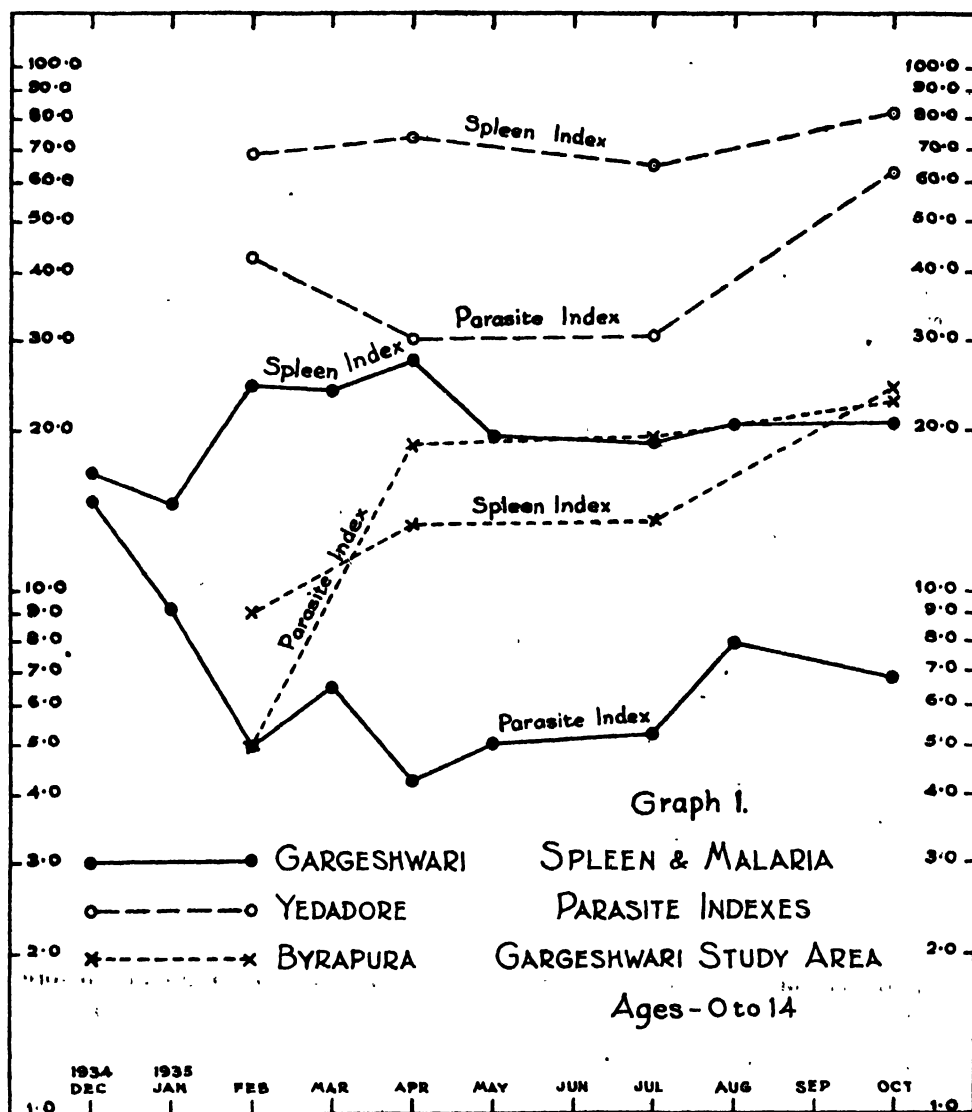 100·0
90·0
80·0
70·0
60·0
50·0
40·0
30·0
20·0
10·0
9·0
8·0
7·0
6·0
5·0
4·0
3·0
2·0
1·0
100·0
90·0
80·0
70·0
60·0
50·0
40·0
30·0
20·0
10·0
9·0
8·0
7·0
6·0
5·0
4·0
3·0
2·0
1·0
Spleen Index
Parasite Index
Spleen Index
Parasite Index
Spleen Index
Parasite Index
Graph 1.
SPLEEN & MALARIA
PARASITE INDEXES
GARGESHWARI STUDY AREA
Ages - 0 to 14
GARGESHWARI
YEDADORE
BYRAPURA
1934 1935
DEC JAN FEB MAR APR MAY JUN JUL AUG SEP OCT